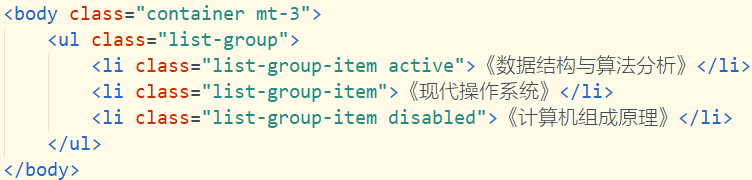 <body class="container mt-3">
<ul class="list-group">
<li class="list-group-item active">《数据结构与算法分析》</li>
<li class="list-group-item">《现代操作系统》</li>
<li class="list-group-item disabled">《计算机组成原理》</li>
</ul>
</body>